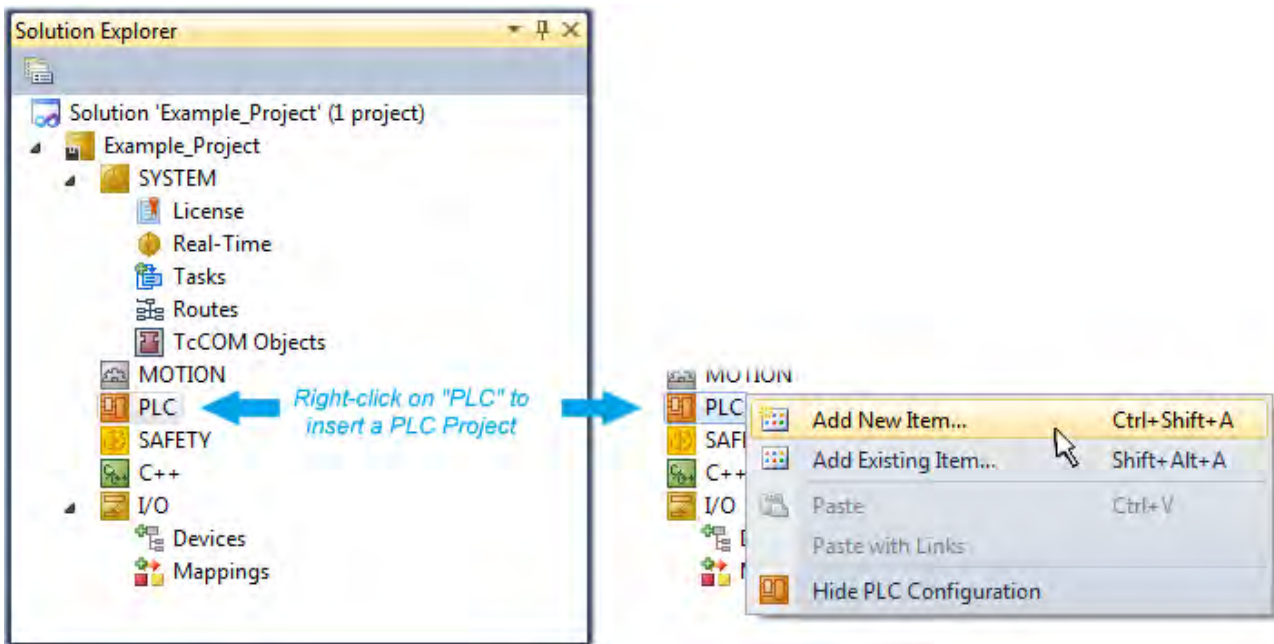 Solution Explorer
Solution 'Example_Project' (1 project)
Example_Project
SYSTEM
License
Real-Time
Tasks
Routes
TcCOM Objects
MOTION
PLC
SAFETY
C++
I/O
Devices
Mappings
Right-click on "PLC" to
insert a PLC Project
MOTION
PLC
SAF
C++
I/O
Add New Item... Ctrl+Shift+A
Add Existing Item... Shift+Alt+A
Paste Ctrl+V
Paste with Links
Hide PLC Configuration